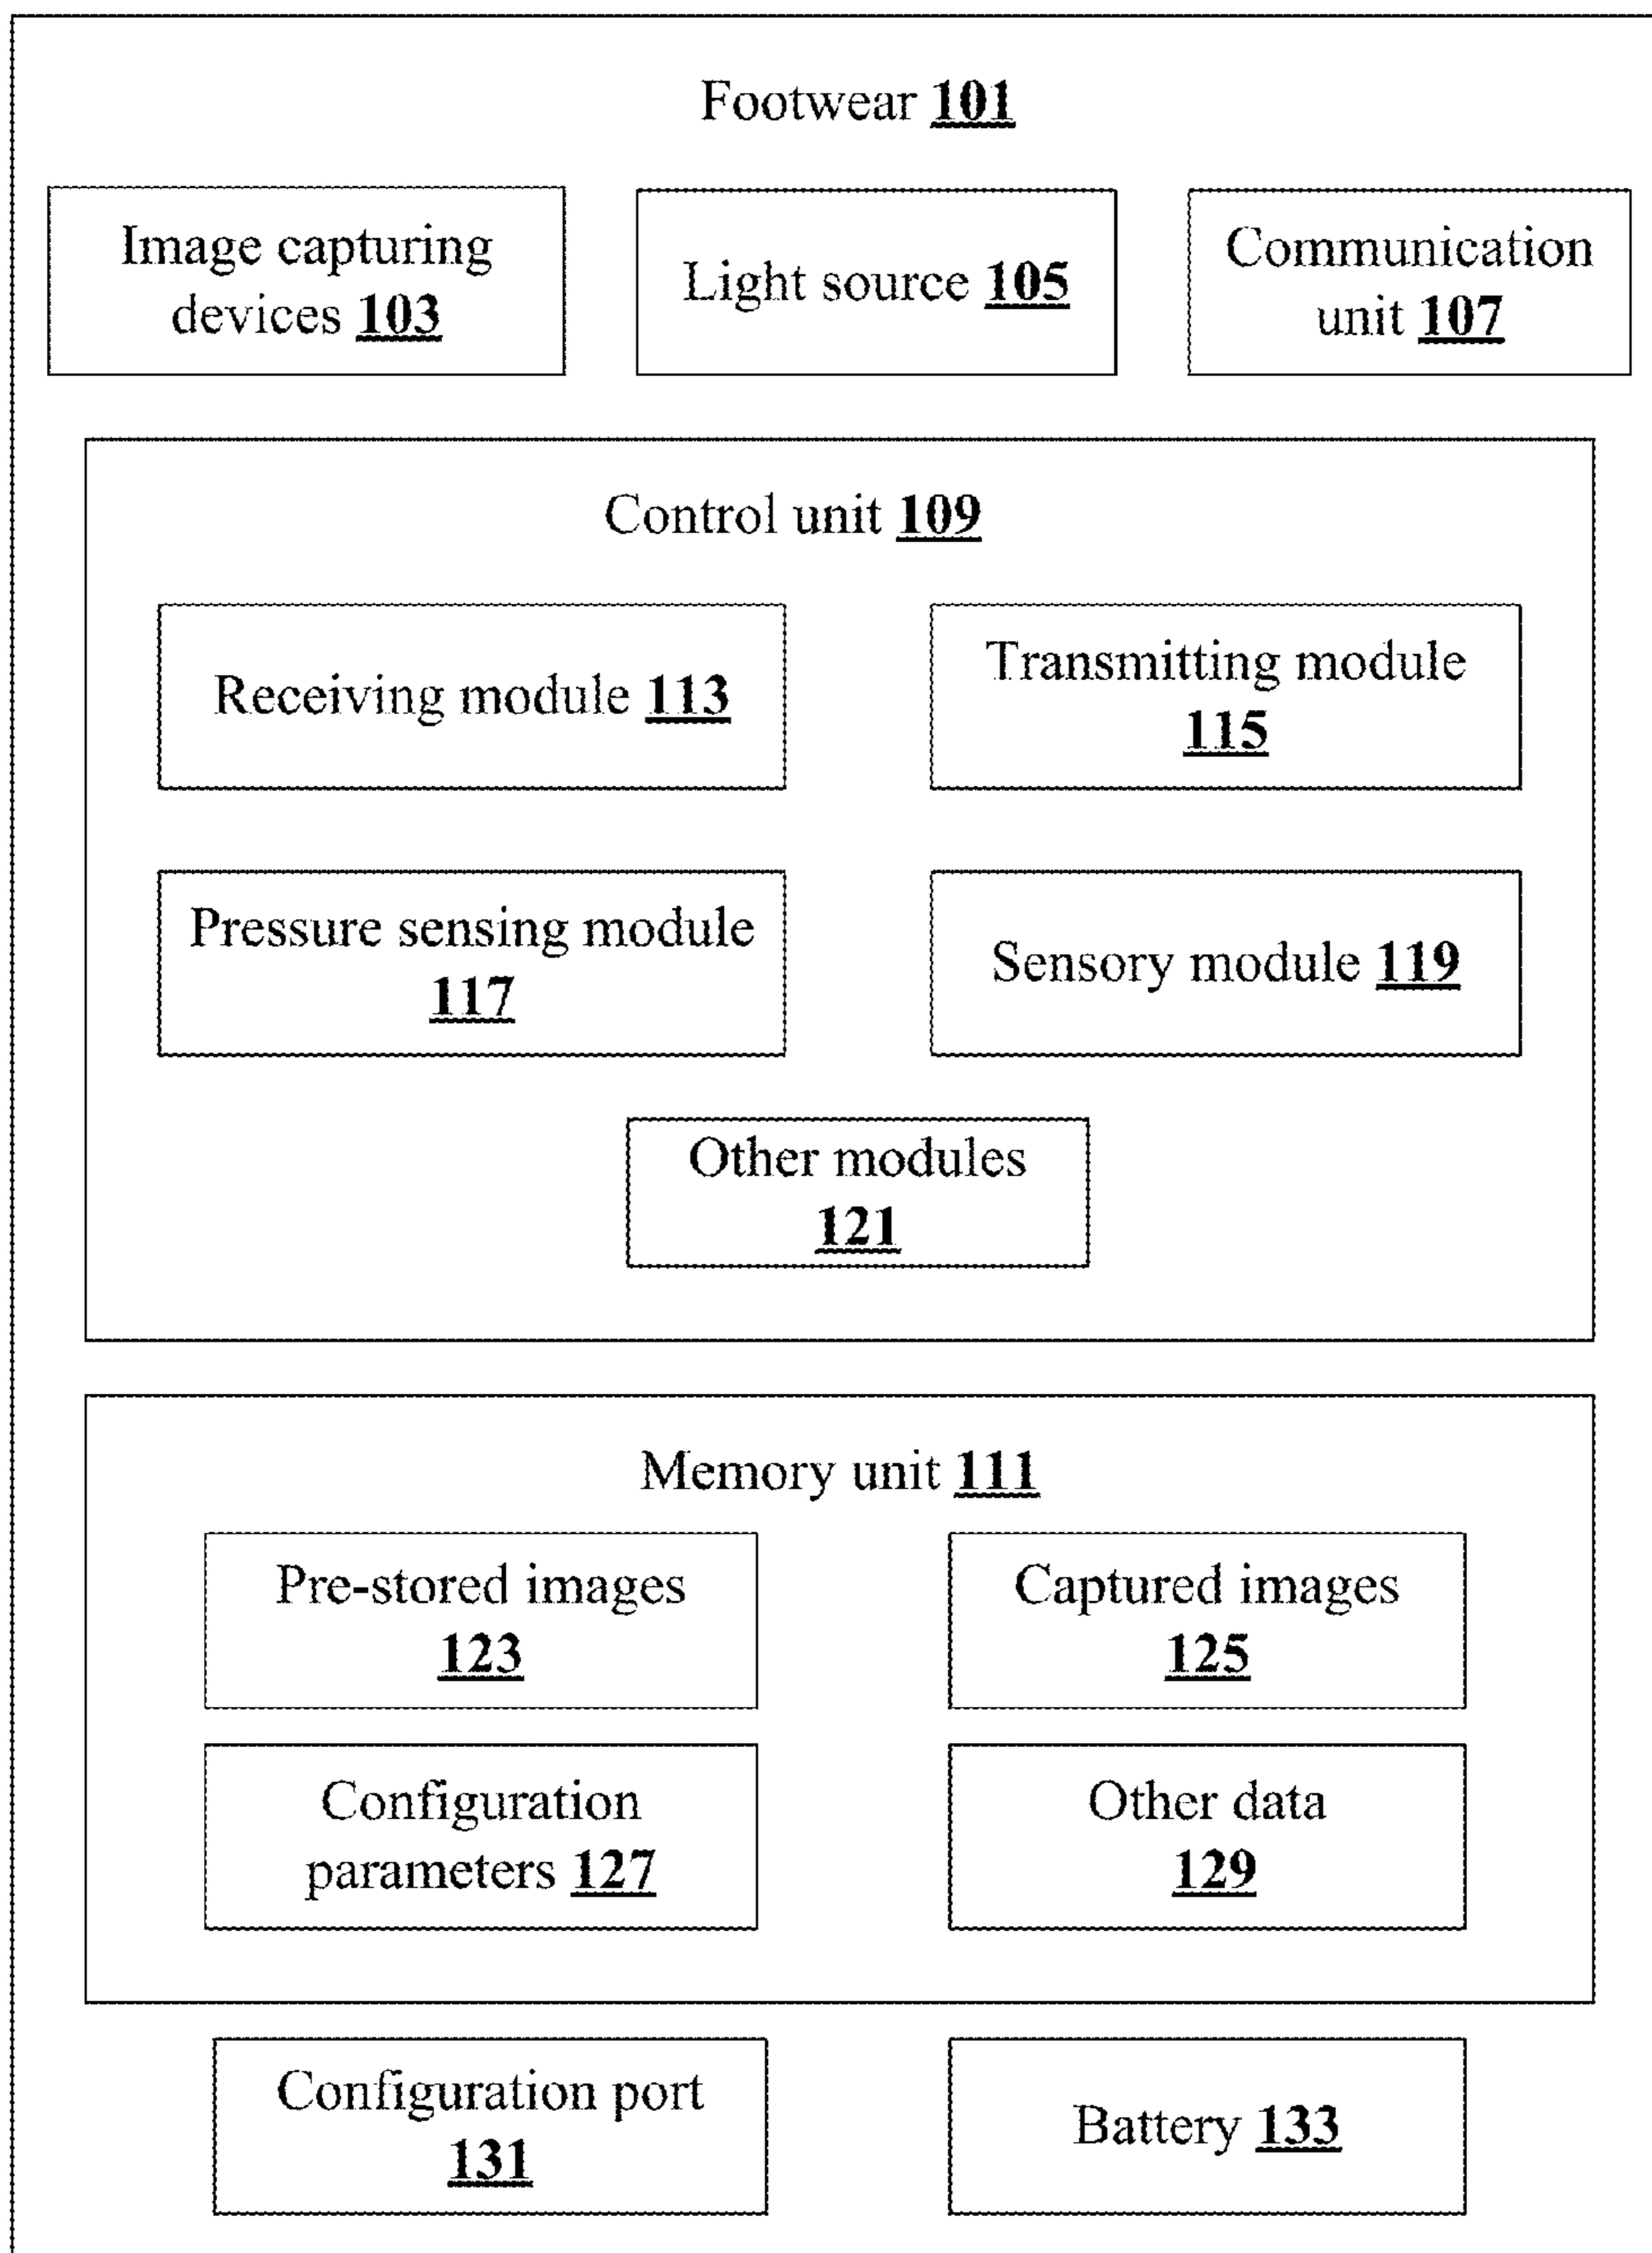 Footwear 101
Image capturing
devices 103
Light source 105
Communication
unit 107
Control unit 109
Receiving module 113
Transmitting module
115
Pressure sensing module
117
Sensory module 119
Other modules
121
Memory unit 111
Pre-stored images
123
Captured images
125
Configuration
parameters 127
Other data
129
Configuration port
131
Battery 133